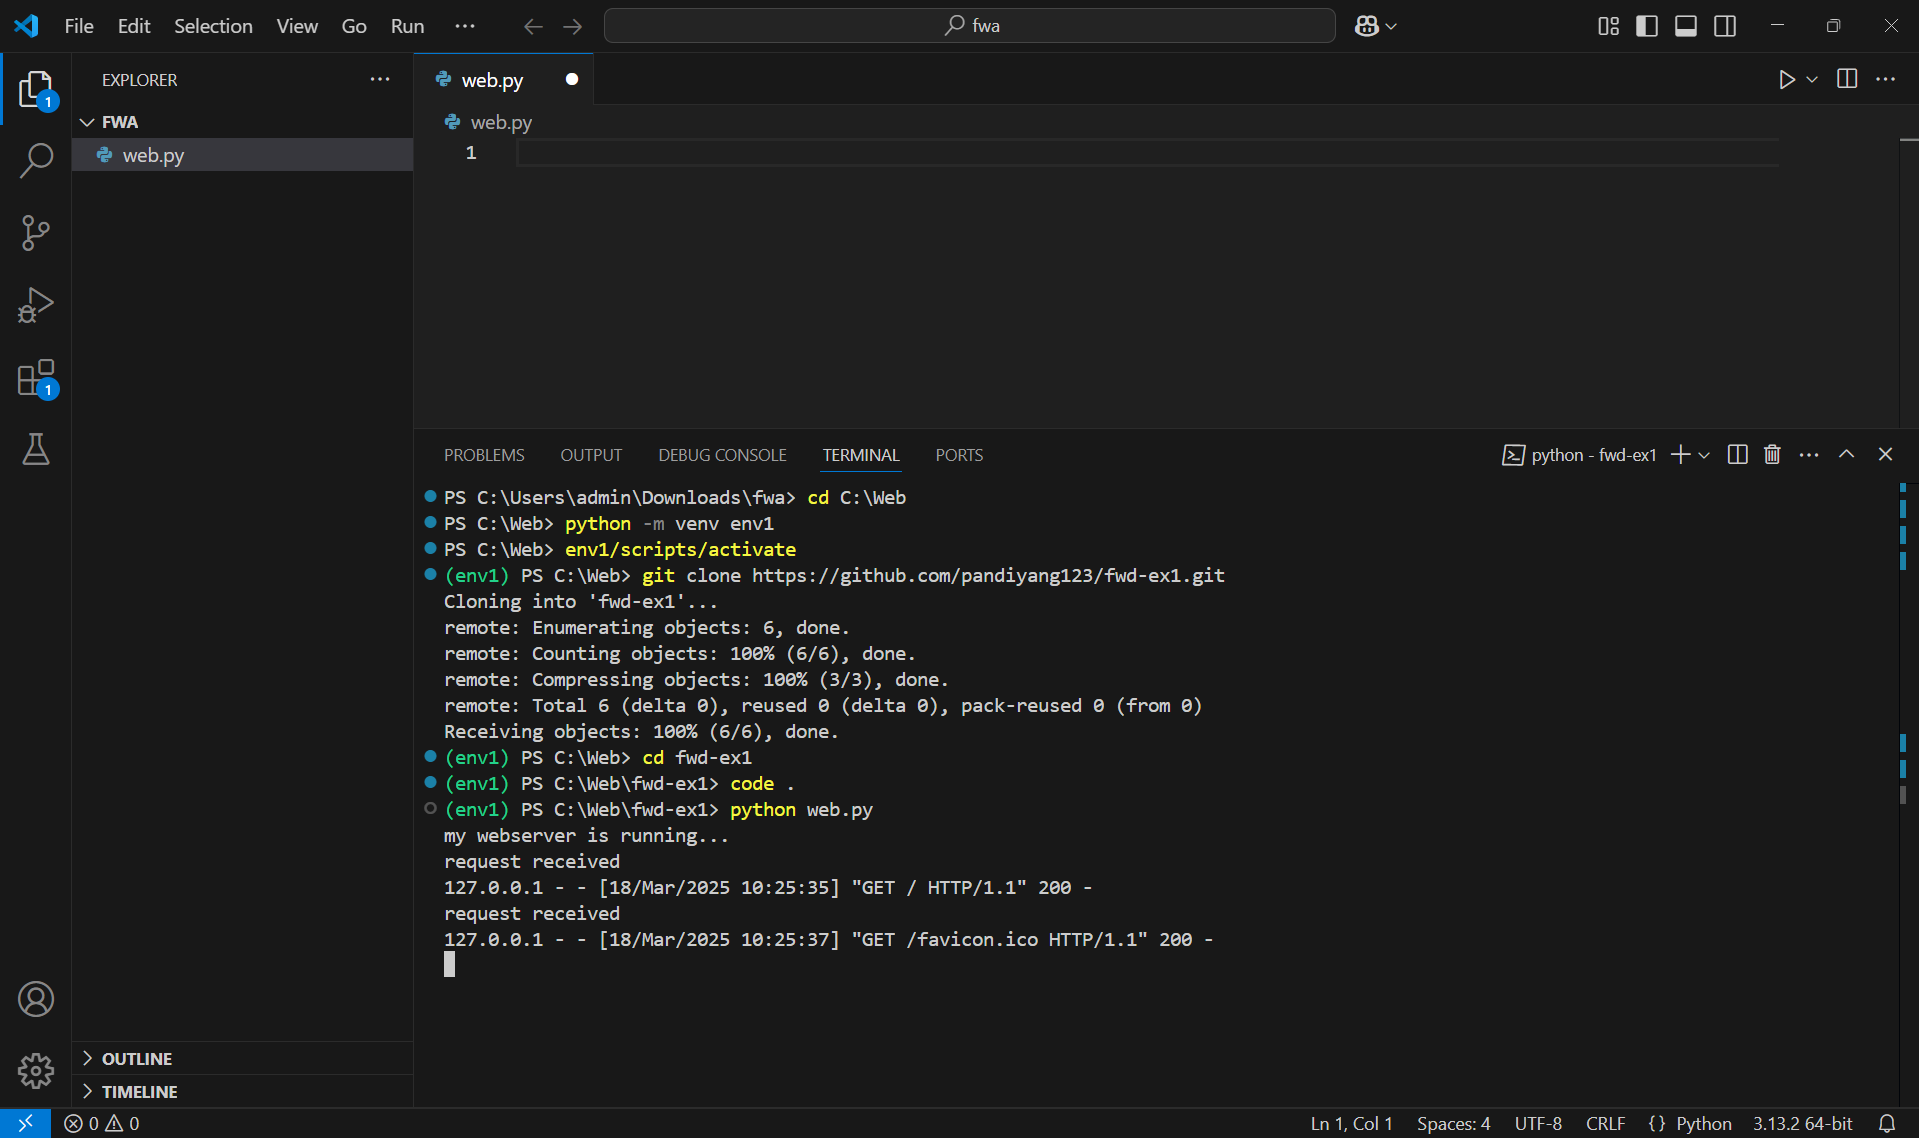 File Edit Selection View Go Run ··· fwa
EXPLORER ···
1
FWA
web.py
1
web.py
web.py
1
PROBLEMS OUTPUT DEBUG CONSOLE TERMINAL PORTS python - fwd-ex1
PS C:\Users\admin\Downloads\fwa> cd C:\Web
PS C:\Web> python -m venv env1
PS C:\Web> env1/scripts/activate
(env1) PS C:\Web> git clone https://github.com/pandiyang123/fwd-ex1.git
Cloning into 'fwd-ex1'...
remote: Enumerating objects: 6, done.
remote: Counting objects: 100% (6/6), done.
remote: Compressing objects: 100% (3/3), done.
remote: Total 6 (delta 0), reused 0 (delta 0), pack-reused 0 (from 0)
Receiving objects: 100% (6/6), done.
(env1) PS C:\Web> cd fwd-ex1
(env1) PS C:\Web\fwd-ex1> code .
(env1) PS C:\Web\fwd-ex1> python web.py
my webserver is running...
request received
127.0.0.1 - - [18/Mar/2025 10:25:35] "GET / HTTP/1.1" 200 -
request received
127.0.0.1 - - [18/Mar/2025 10:25:37] "GET /favicon.ico HTTP/1.1" 200 -
OUTLINE
TIMELINE
0 0 Ln 1, Col 1 Spaces: 4 UTF-8 CRLF {} Python 3.13.2 64-bit